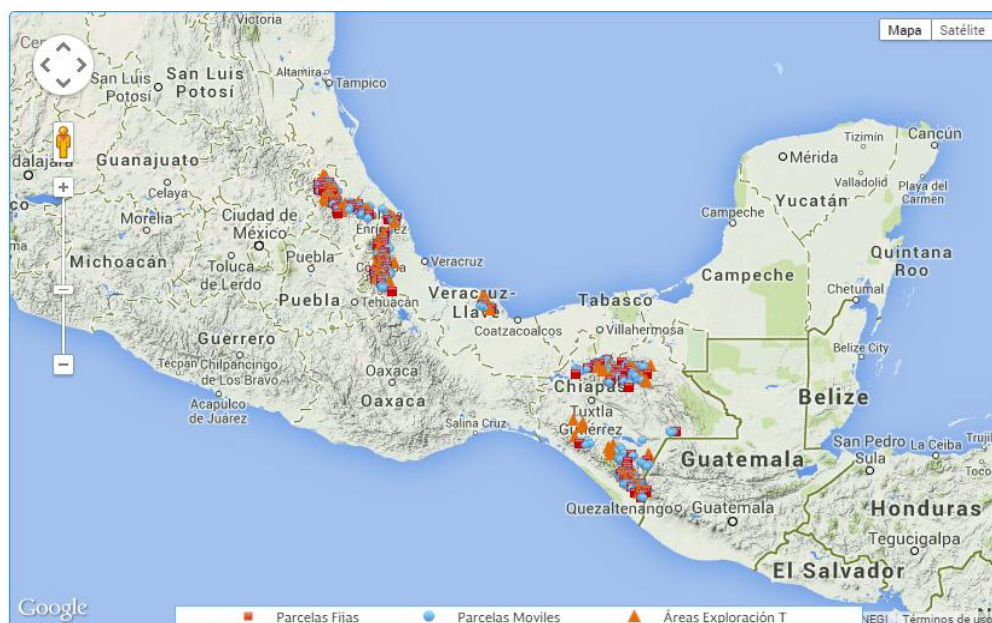 Victoria
Mapa
Satélite
San Luis
Potosí
San Luis
Potosí
Altamira
Tampico
Guanajuato
Celaya
Morelia
Michoacán
Ciudad de
México
Toluca
de Lerdo
Puebla
Puebla
Tehuacán
Veracruz
Veracruz-
Llave
Coatzacoalcos
Tabasco
Villahermosa
Guerrero
Tecpan
Chilpancingo
de Los Bravo
Acapulco
de Juárez
Oaxaca
Oaxaca
Salina Cruz
Chiapas
Tuxtla
Gutiérrez
Tizimín
Cancún
Mérida
Valladolid
Playa del
Carmen
Yucatán
Campeche
Campeche
Quintana
Roo
Chetumal
Belize City
Belize
San Pedro
Sula
La Ceiba
Guatemala
Quezaltenango
Guatemala
Honduras
Tegucigalpa
El Salvador
Google
Parcelas Fijas
Parcelas Moviles
Áreas Exploración T
Términos de uso